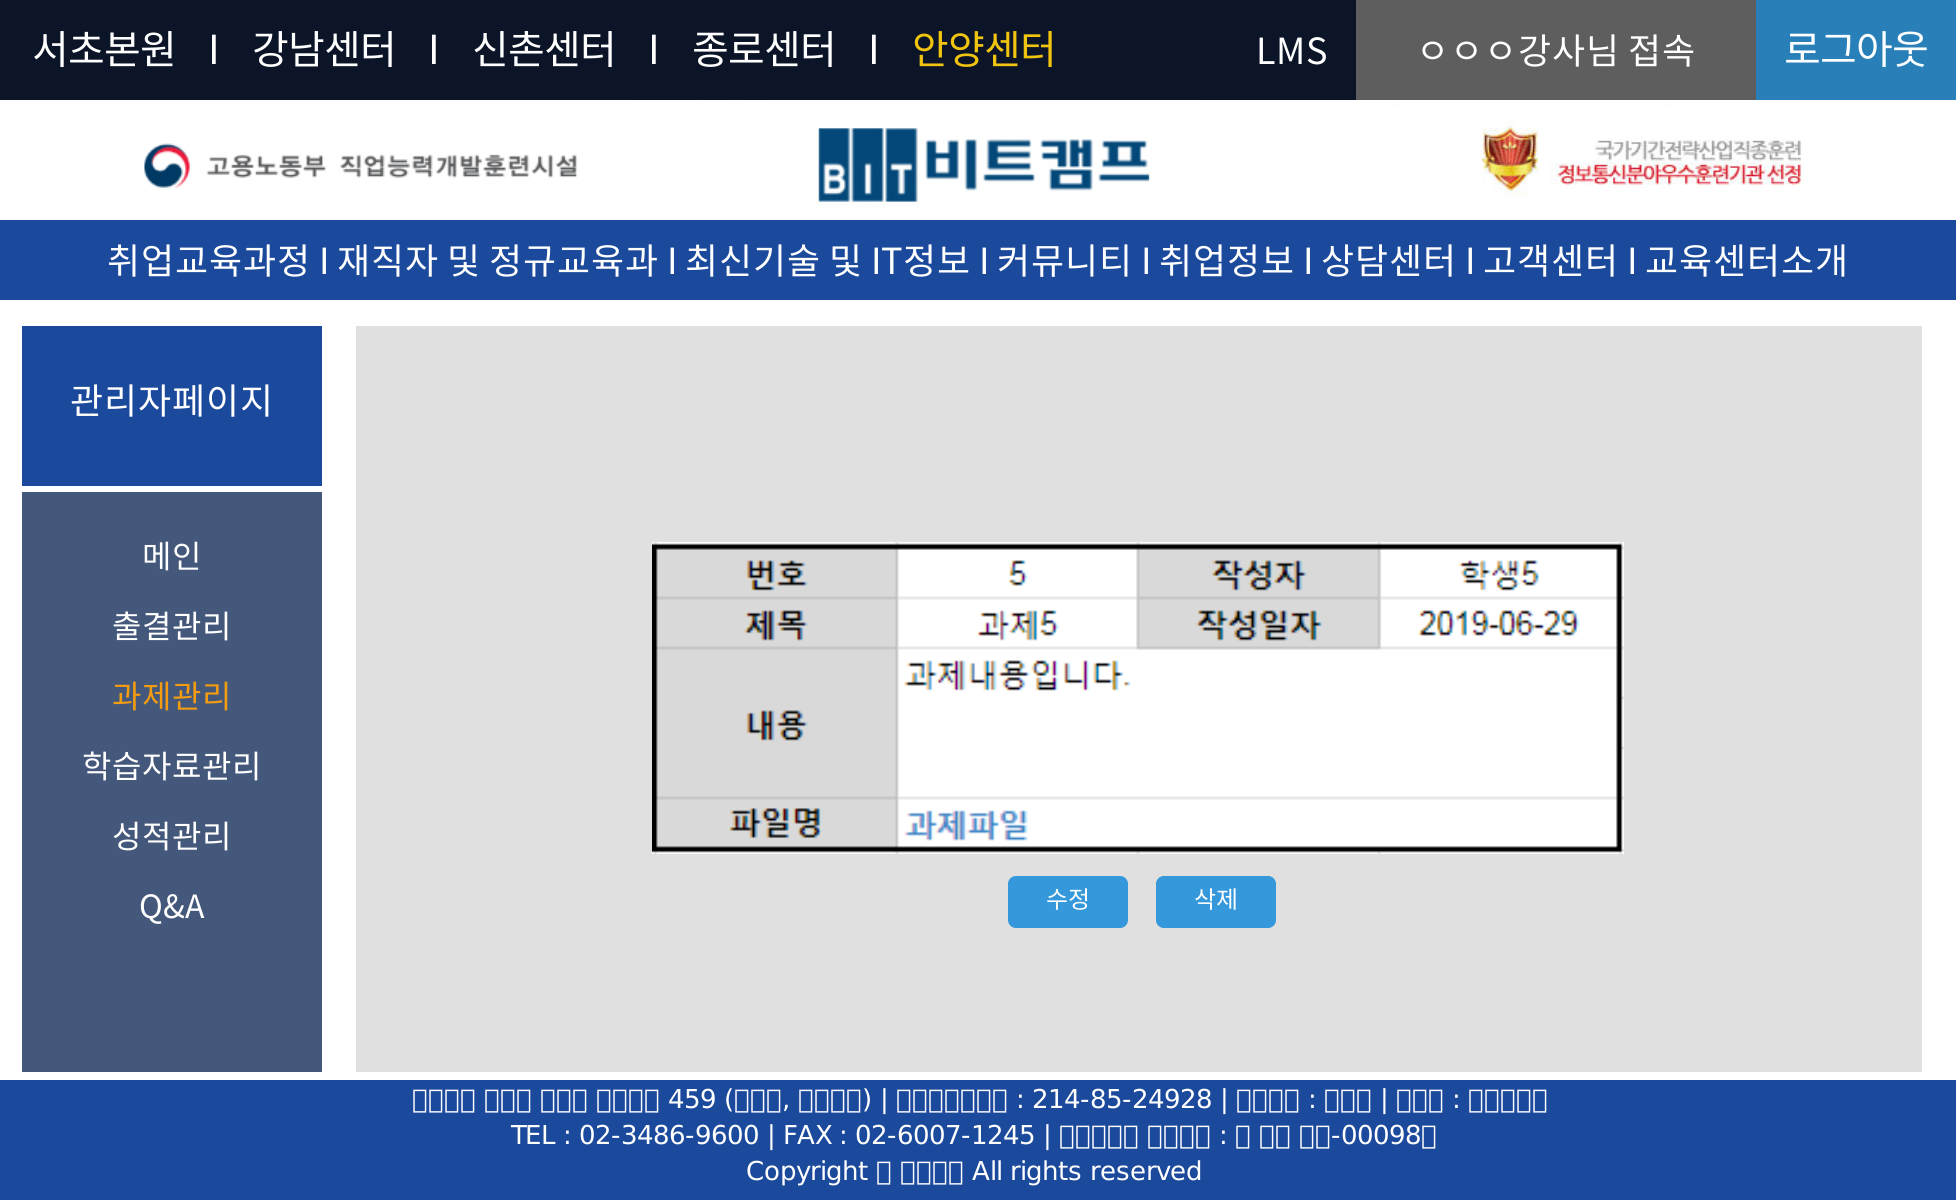 서초본원 I 강남센터 I 신촌센터 I 종로센터 I 안양센터 LMS ㅇㅇㅇ강사님 접속 로그아웃
고용노동부 직업능력개발훈련시설
BIT 비트캠프
국가기간전략산업직종훈련
정보통신분야우수훈련기관 선정
취업교육과정 I 재직자 및 정규교육과 I 최신기술 및 IT정보 I 커뮤니티 I 취업정보 I 상담센터 I 고객센터 I 교육센터소개
관리자페이지
메인
출결관리
과제관리
학습자료관리
성적관리
Q&A
번호 5 작성자 학생5
제목 과제5 작성일자 2019-06-29
내용 과제내용입니다.
파일명 과제파일
수정 삭제
459 ( , ) | : 214-85-24928 | : | :
TEL : 02-3486-9600 | FAX : 02-6007-1245 | : -00098
Copyright All rights reserved